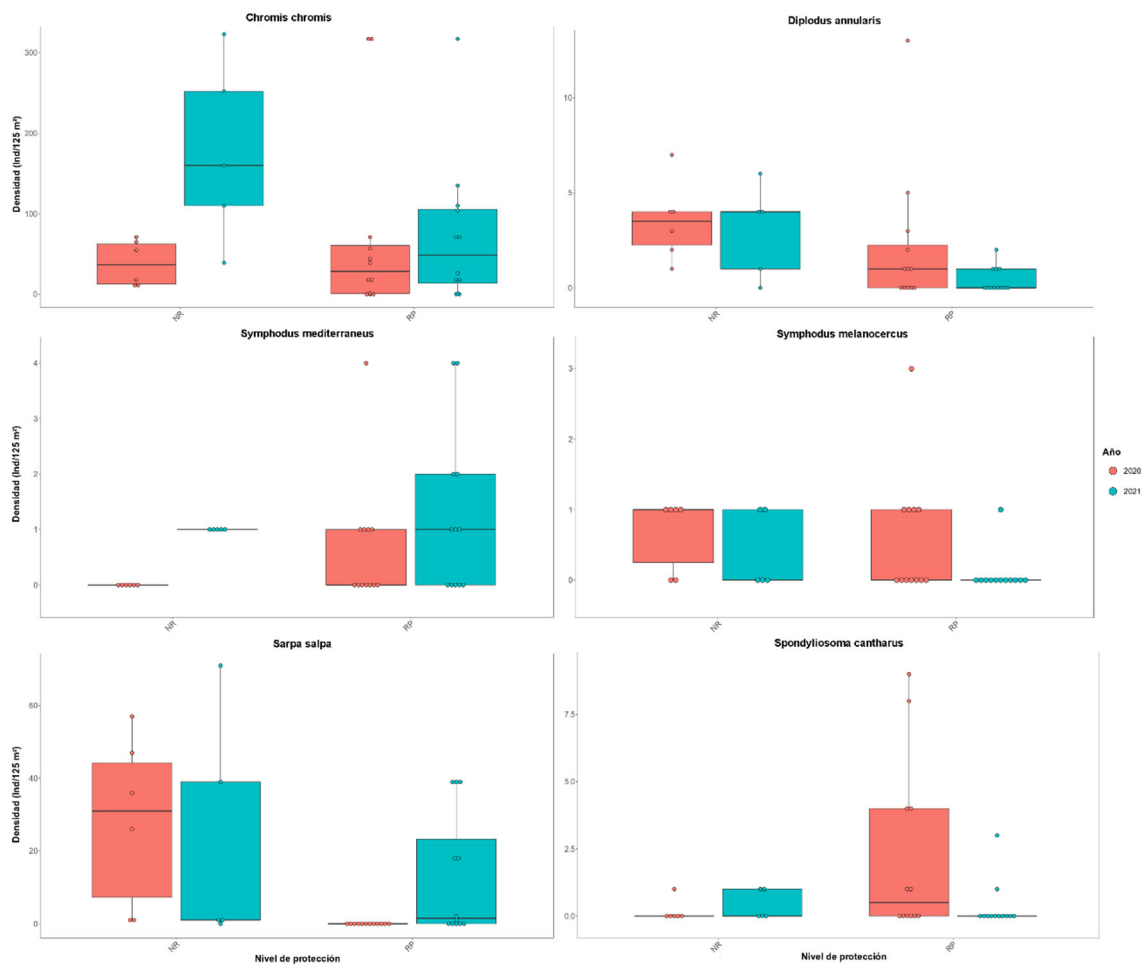 Chromis chromis
Diplodus annularis
Densidad (Ind/125 m²)
300
200
100
0
NR
RP
10
5
0
NR
RP
Symphodus mediterraneus
Symphodus melanocercus
Densidad (Ind/125 m²)
4
3
2
1
0
NR
RP
3
2
1
0
NR
RP
Año
2020
2021
Sarpa salpa
Spondyliosoma cantharus
Densidad (Ind/125 m²)
60
40
20
0
NR
RP
7.5
5.0
2.5
0.0
NR
RP
Nivel de protección
Nivel de protección